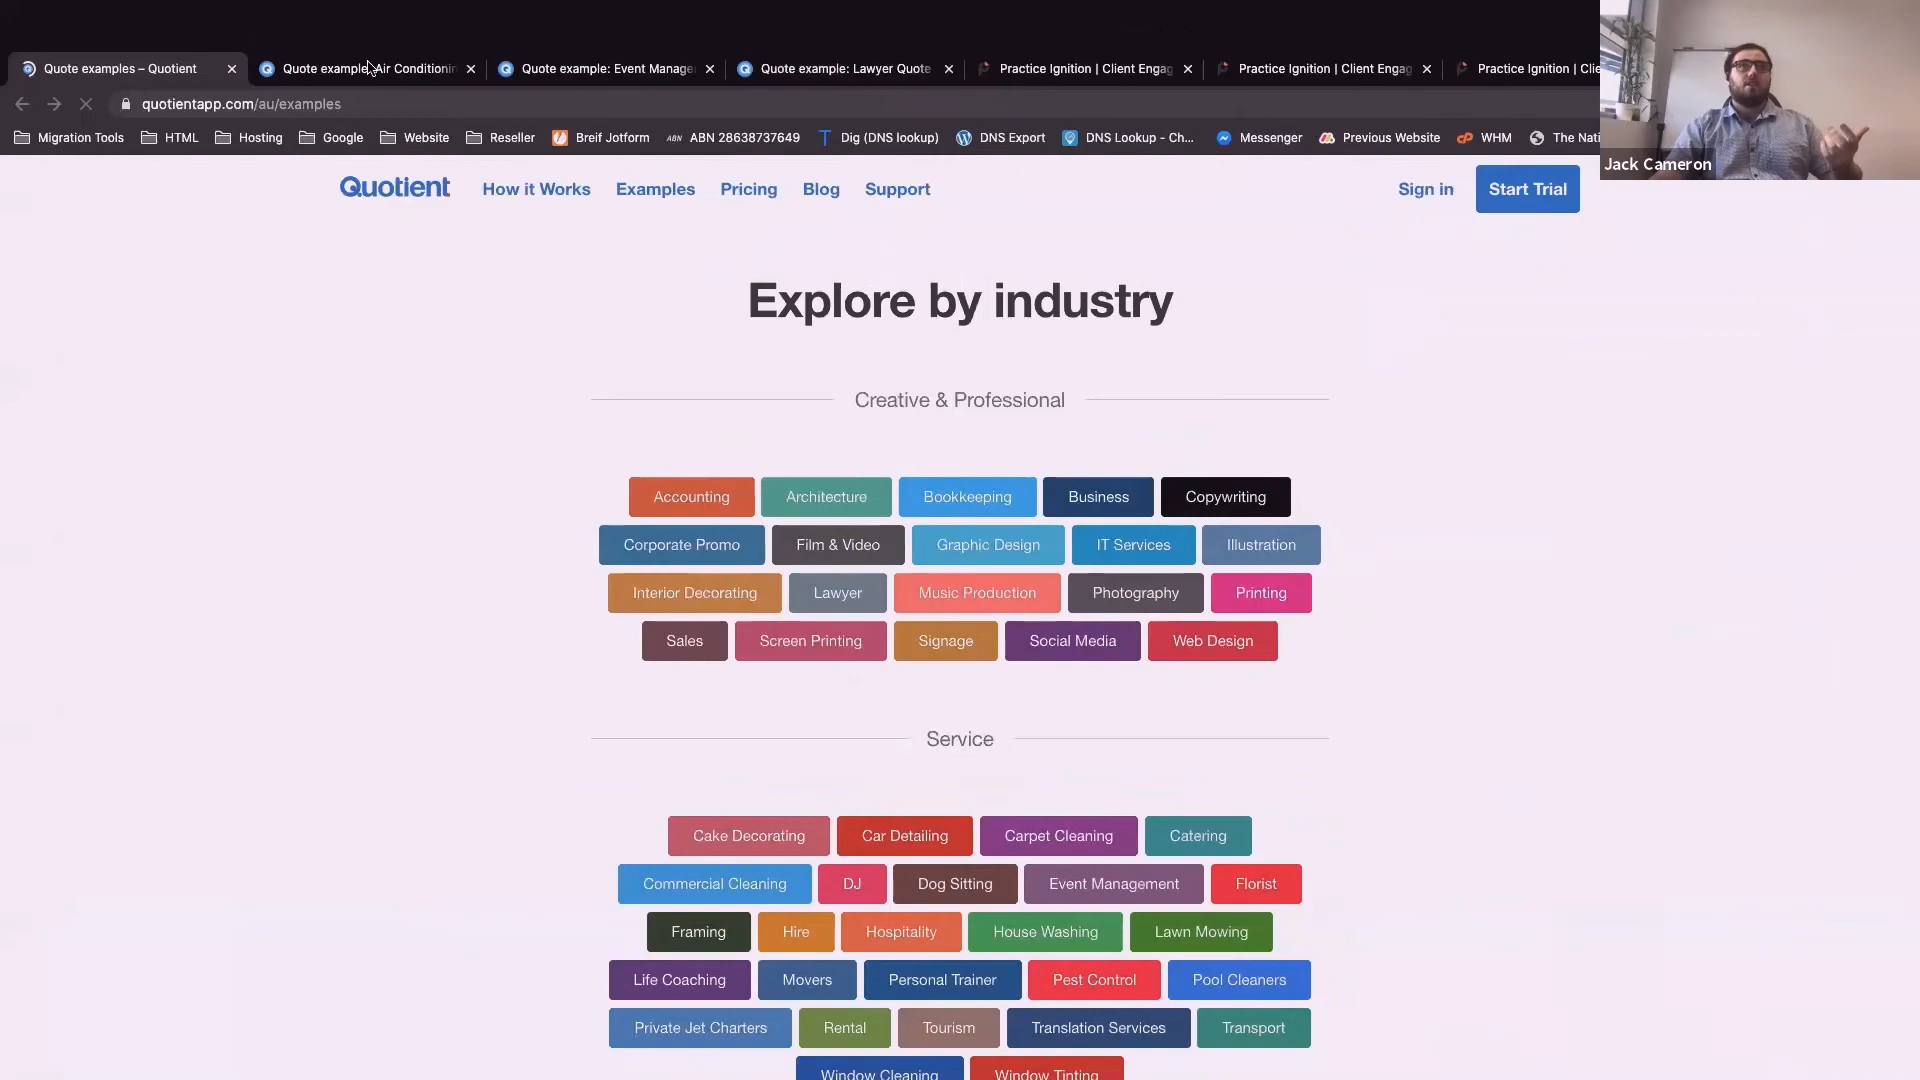 Quote examples – Quotient
Quote example: Air Conditionin
Quote example: Event Manage
Quote example: Lawyer Quote
Practice Ignition | Client Engag
Practice Ignition | Client Engag
Practice Ignition | Clie
quotientapp.com/au/examples
Migration Tools HTML Hosting Google Website Reseller Breif Jotform ABN ABN 28638737649 Dig (DNS lookup) DNS Export DNS Lookup - Ch... Messenger Previous Website WHM The Nati
Jack Cameron
Quotient How it Works Examples Pricing Blog Support Sign in Start Trial
Explore by industry
Creative & Professional
Accounting Architecture Bookkeeping Business Copywriting
Corporate Promo Film & Video Graphic Design IT Services Illustration
Interior Decorating Lawyer Music Production Photography Printing
Sales Screen Printing Signage Social Media Web Design
Service
Cake Decorating Car Detailing Carpet Cleaning Catering
Commercial Cleaning DJ Dog Sitting Event Management Florist
Framing Hire Hospitality House Washing Lawn Mowing
Life Coaching Movers Personal Trainer Pest Control Pool Cleaners
Private Jet Charters Rental Tourism Translation Services Transport
Window Cleaning Window Tinting